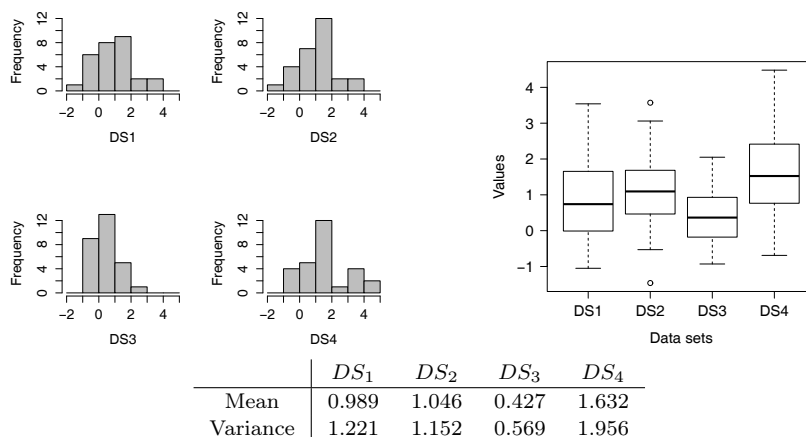 Frequency
12
8
4
0
−2 0 2 4
DS1
Frequency
12
8
4
0
−2 0 2 4
DS2
Frequency
12
8
4
0
−2 0 2 4
DS3
Frequency
12
8
4
0
−2 0 2 4
DS4
Values
4
3
2
1
0
−1
DS1 DS2 DS3 DS4
Data sets
DS1 DS2 DS3 DS4
Mean 0.989 1.046 0.427 1.632
Variance 1.221 1.152 0.569 1.956